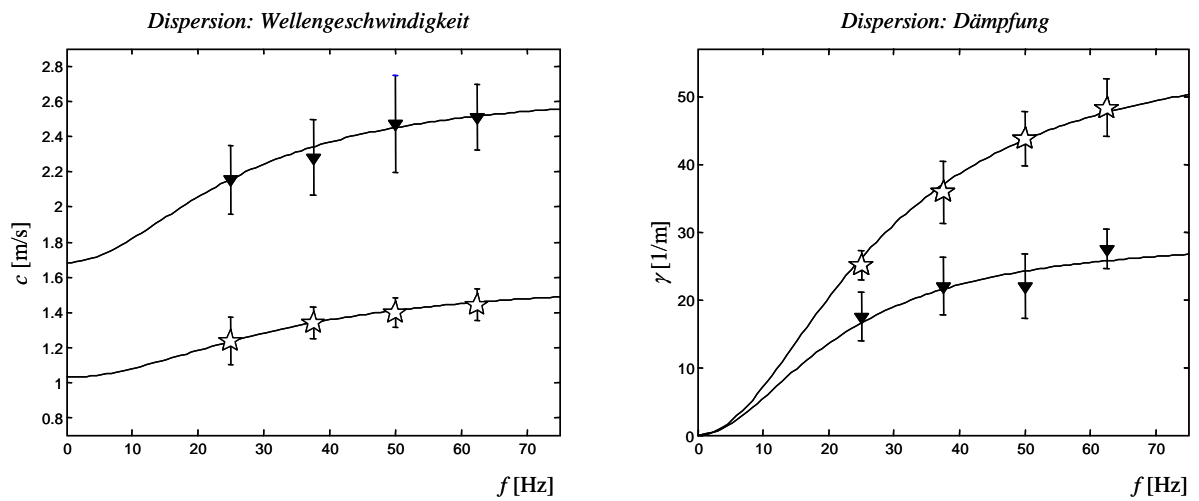 Dispersion: Wellengeschwindigkeit
2.8
2.6
2.4
2.2
2
1.8
1.6
1.4
1.2
1
0.8
c [m/s]
0 10 20 30 40 50 60 70
f [Hz]
Dispersion: Dämpfung
50
40
30
20
10
0
γ [1/m]
0 10 20 30 40 50 60 70
f [Hz]